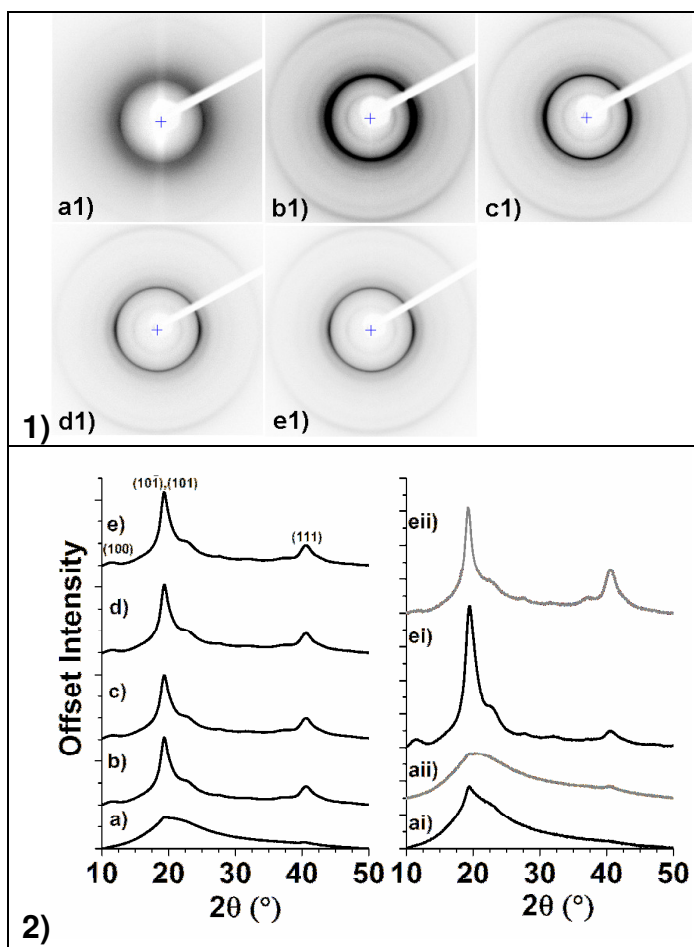 a1)
b1)
c1)
d1)
e1)
1)
(101̄),(101)
(100)
(111)
e)
d)
c)
b)
a)
Offset Intensity
10 20 30 40 50
2θ (°)
eii)
ei)
aii)
ai)
10 20 30 40 50
2θ (°)
2)